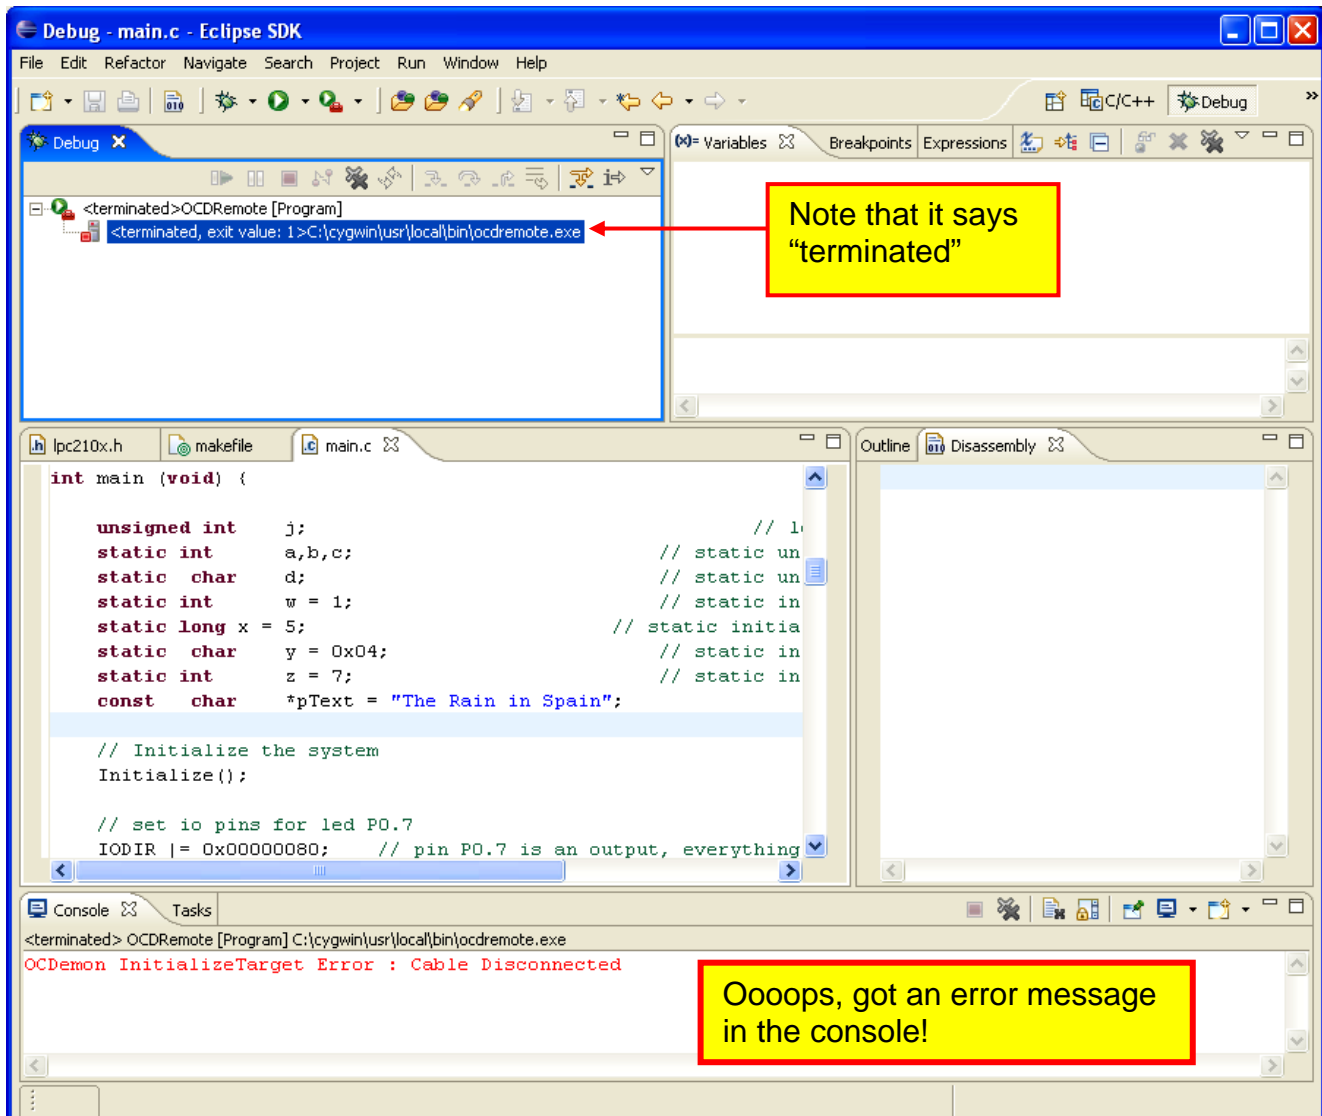 Debug - main.c - Eclipse SDK
File Edit Refactor Navigate Search Project Run Window Help
C/C++ Debug »
Debug
(x)= Variables Breakpoints Expressions
<terminated>OCDRemote [Program]
<terminated, exit value: 1>C:\cygwin\usr\local\bin\ocdremote.exe
Note that it says
“terminated”
lpc210x.h makefile main.c
Outline Disassembly
int main (void) {
unsigned int j; //
static int a,b,c; // static un
static char d; // static un
static int w = 1; // static in
static long x = 5; // static initia
static char y = 0x04; // static in
static int z = 7; // static in
const char *pText = "The Rain in Spain";
// Initialize the system
Initialize();
// set io pins for led P0.7
IODIR |= 0x00000080; // pin P0.7 is an output, everything
Console Tasks
<terminated> OCDRemote [Program] C:\cygwin\usr\local\bin\ocdremote.exe
OCDemon InitializeTarget Error : Cable Disconnected
Ooops, got an error message
in the console!